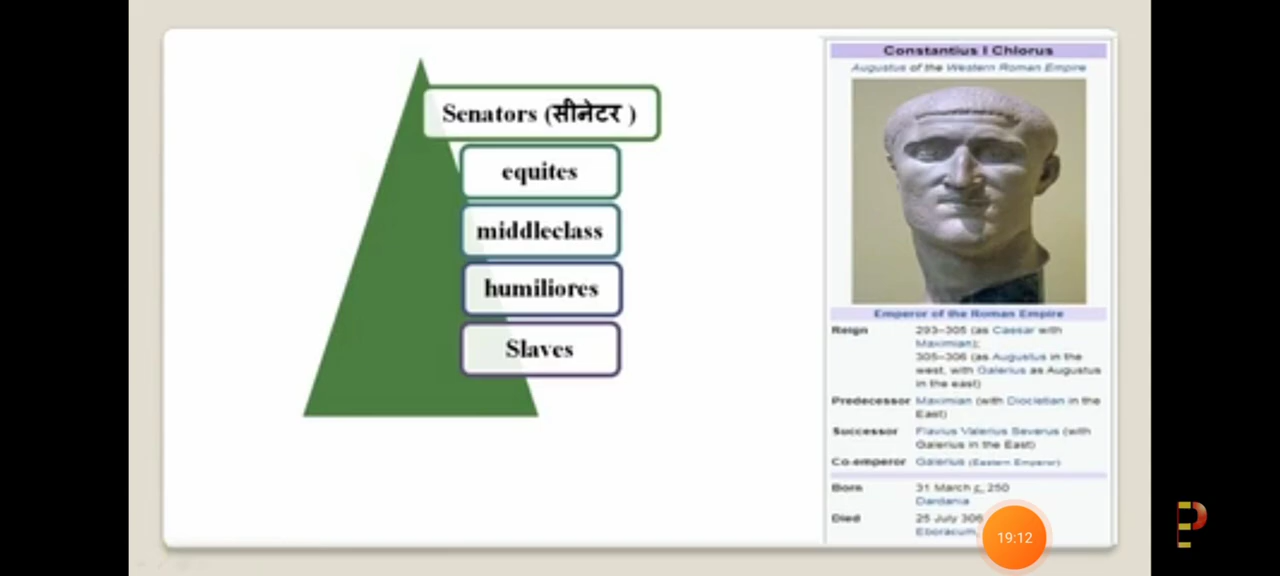 Senators (सीनेटर )
equites
middleclass
humiliores
Slaves
Constantius I Chlorus
Augustus of the Western Roman Empire
Emperor of the Roman Empire
Reign 293–305 (as Caesar with
Maximian);
305–306 (as Augustus in the
west, with Galerius as Augustus
in the east)
Predecessor Maximian (with Diocletian in the
East)
Successor Flavius Valerius Severus (with
Galerius in the East)
Co-emperor Galerius (Eastern Emperor)
Born 31 March c. 250
Dardania
Died 25 July 306
Eboracum,
19:12